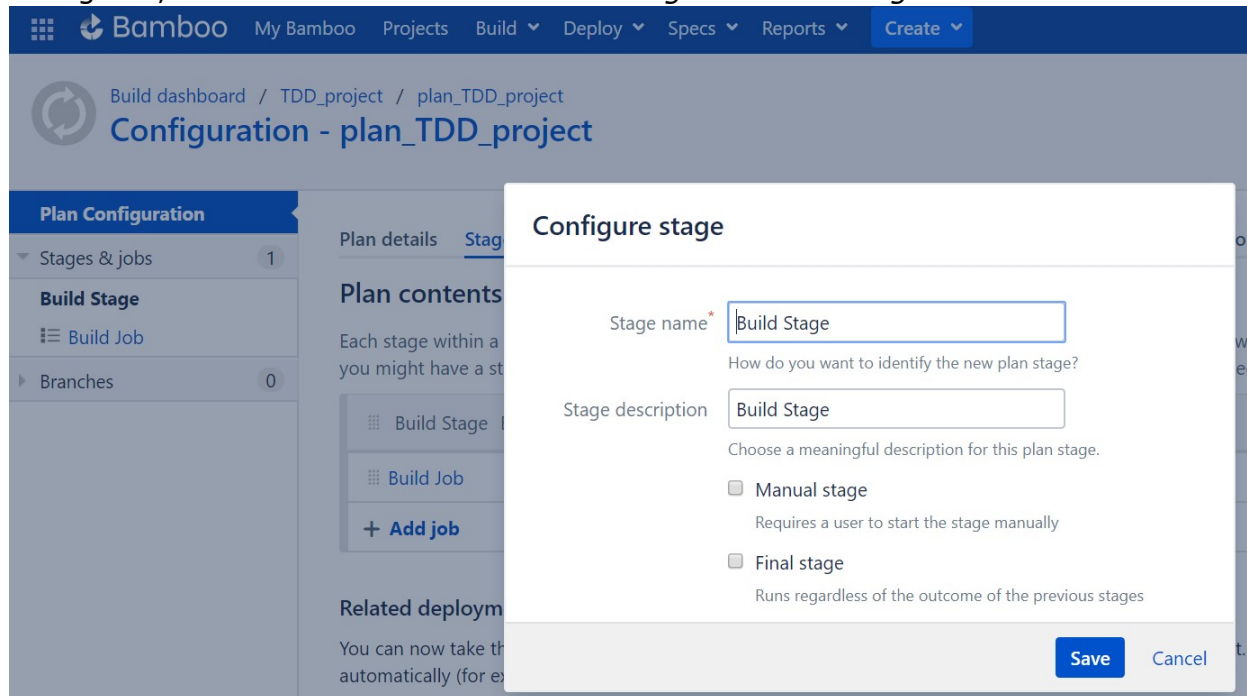 Bamboo My Bamboo Projects Build Deploy Specs Reports Create
Build dashboard / TDD_project / plan_TDD_project
Configuration - plan_TDD_project
Plan Configuration
Stages & jobs 1
Build Stage
Build Job
Branches 0
Plan details Stag
Plan contents
Each stage within a
you might have a st
Build Stage
Build Job
+ Add job
Related deploym
You can now take th
automatically (for ex
Configure stage
Stage name*
Build Stage
How do you want to identify the new plan stage?
Stage description
Build Stage
Choose a meaningful description for this plan stage.
Manual stage
Requires a user to start the stage manually
Final stage
Runs regardless of the outcome of the previous stages
Save Cancel